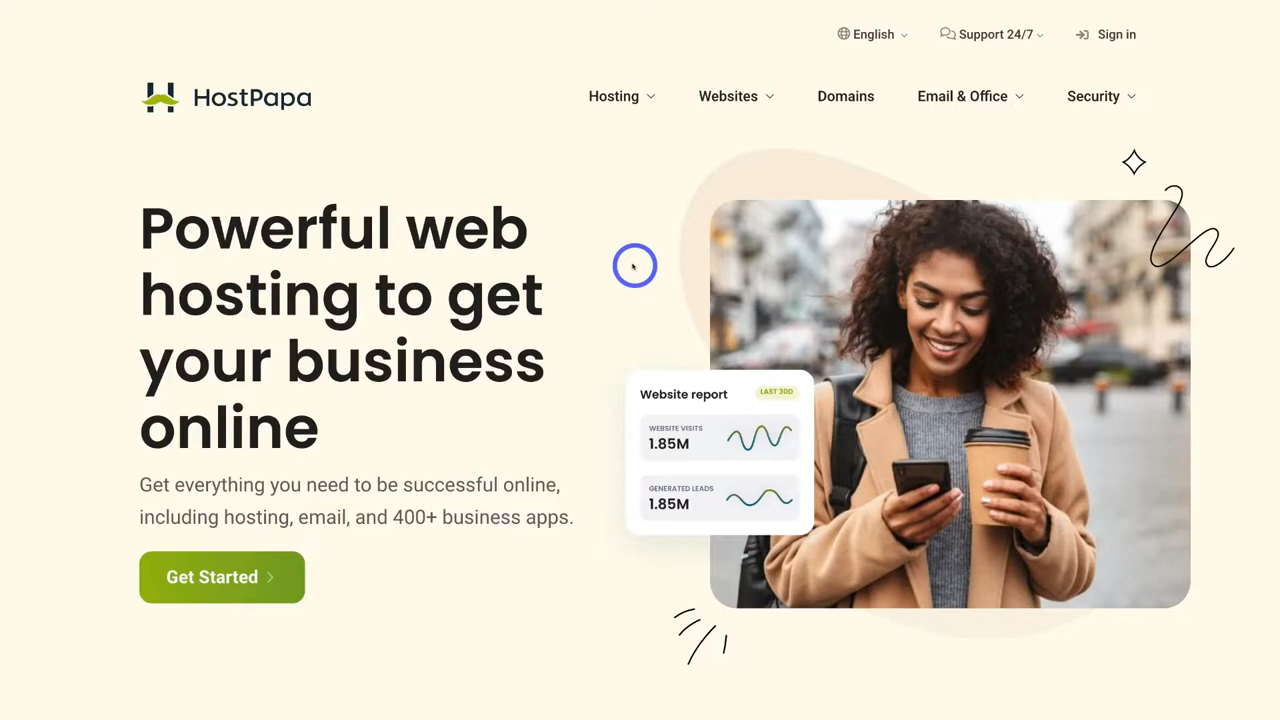 English
Support 24/7
Sign in
HostPapa
Hosting
Websites
Domains
Email & Office
Security
Powerful web
hosting to get
your business
online
Get everything you need to be successful online,
including hosting, email, and 400+ business apps.
Get Started
Website report
LAST 30D
WEBSITE VISITS
1.85M
GENERATED LEADS
1.85M